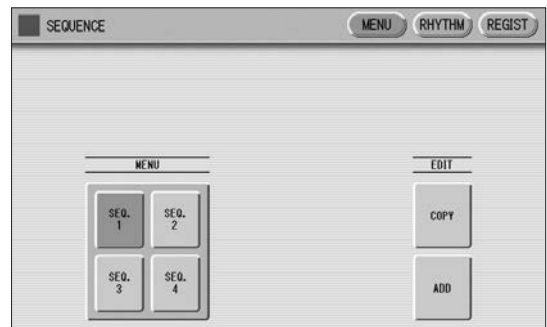 SEQUENCE MENU RHYTHM REGIST
MENU EDIT
SEQ. 1 SEQ. 2 COPY
SEQ. 3 SEQ. 4 ADD